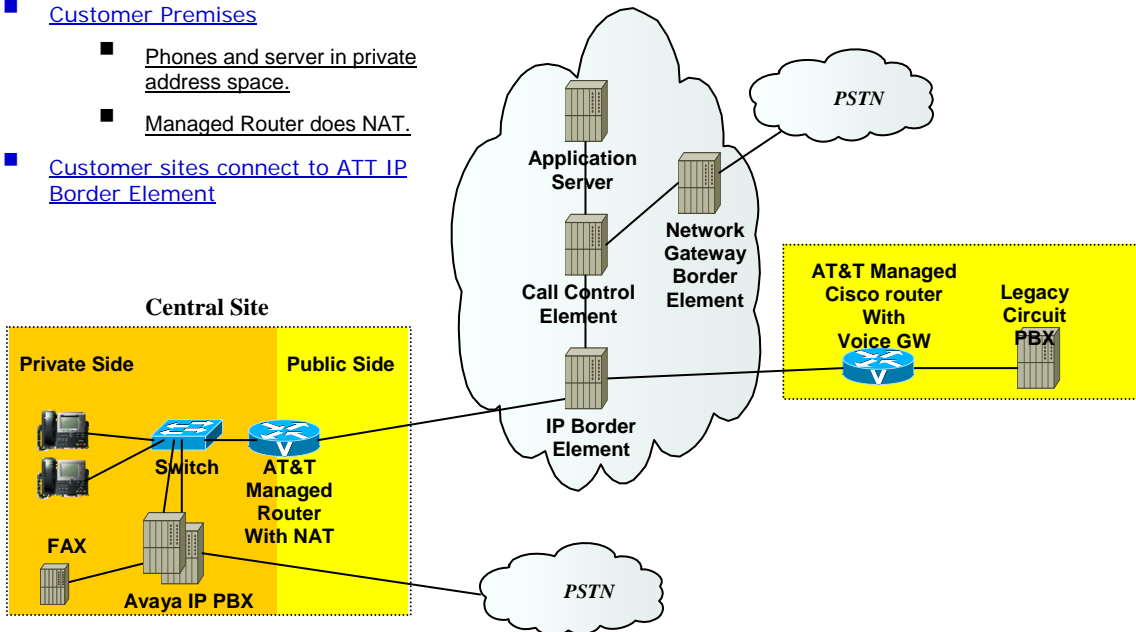 Customer Premises
Phones and server in private
address space.
Managed Router does NAT.
Customer sites connect to ATT IP
Border Element
PSTN
Application
Server
Network
Gateway
Border
Element
Call Control
Element
IP Border
Element
AT&T Managed
Cisco router
With
Voice GW
Legacy
Circuit
PBX
Central Site
Private Side
Public Side
Switch
AT&T
Managed
Router
With NAT
FAX
Avaya IP PBX
PSTN